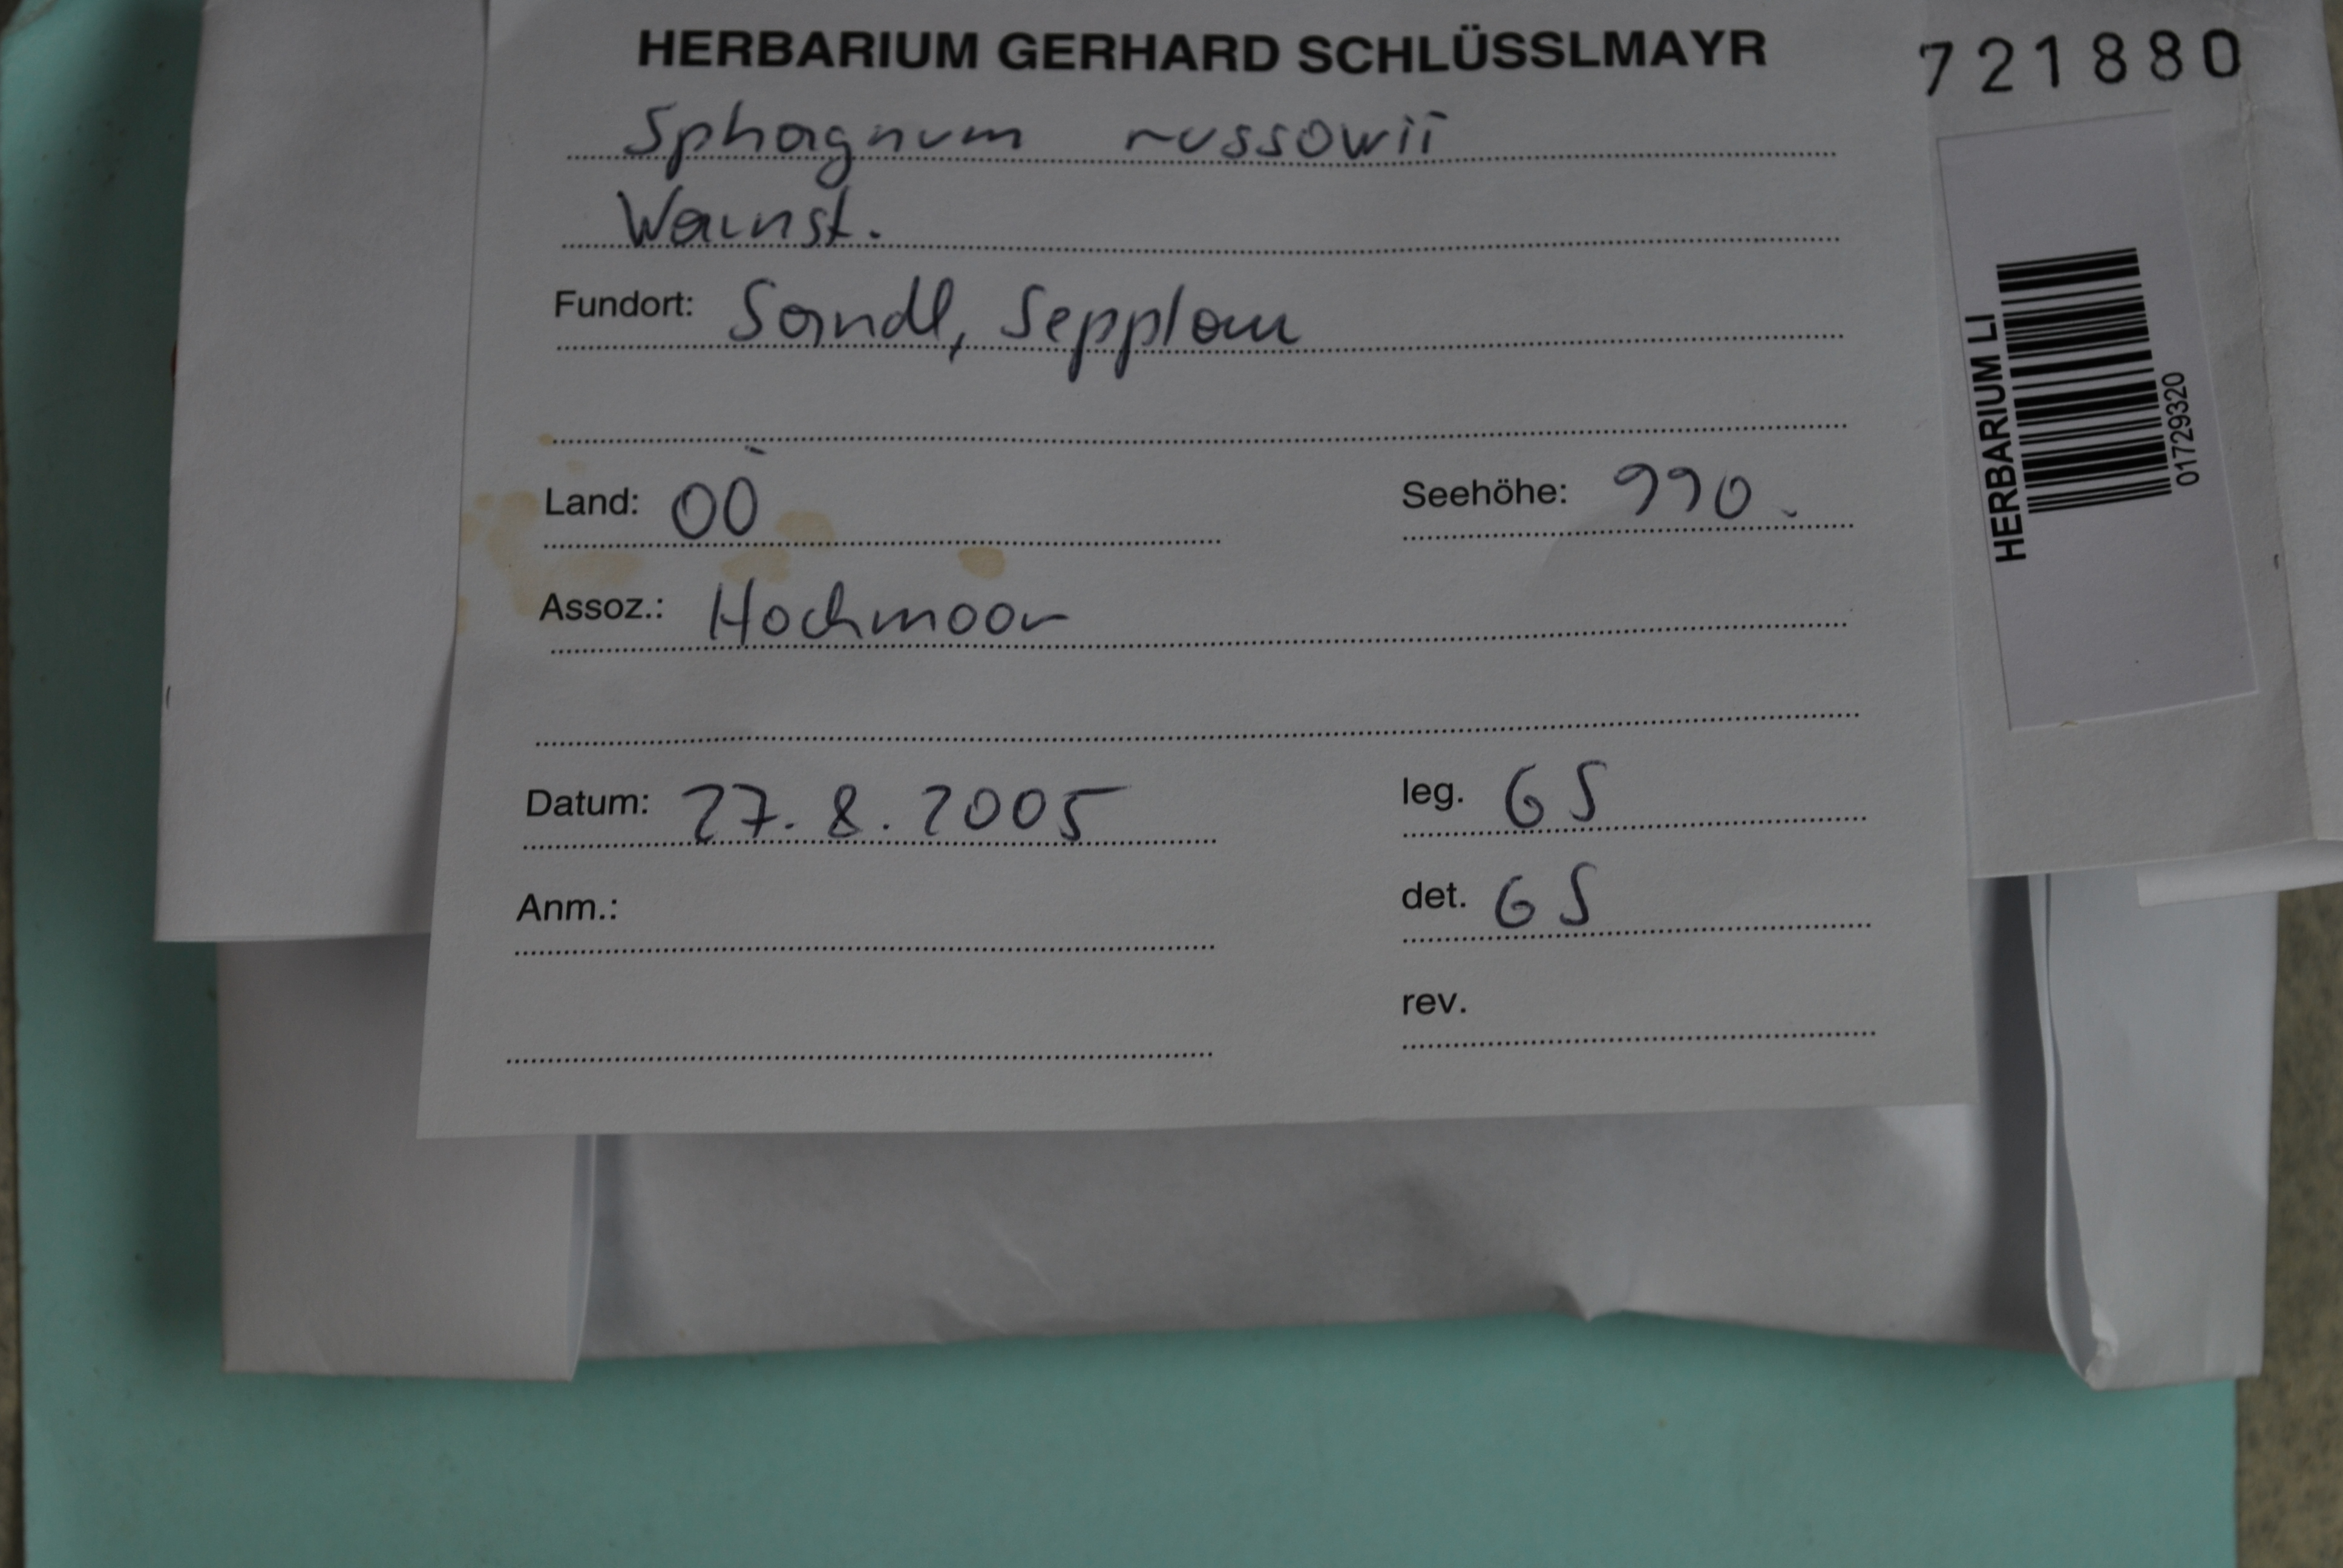 HERBARIUM GERHARD SCHLÜSSLMAYR
721880
Sphagnum russowii
Warnst.
Fundort: Sandl, Sepplau
Land: OÖ
Seehöhe: 990
Assoz.: Hochmoor
Datum: 27.8.2005
leg. GS
Anm.:
det. GS
rev.
HERBARIUM LI
01729320